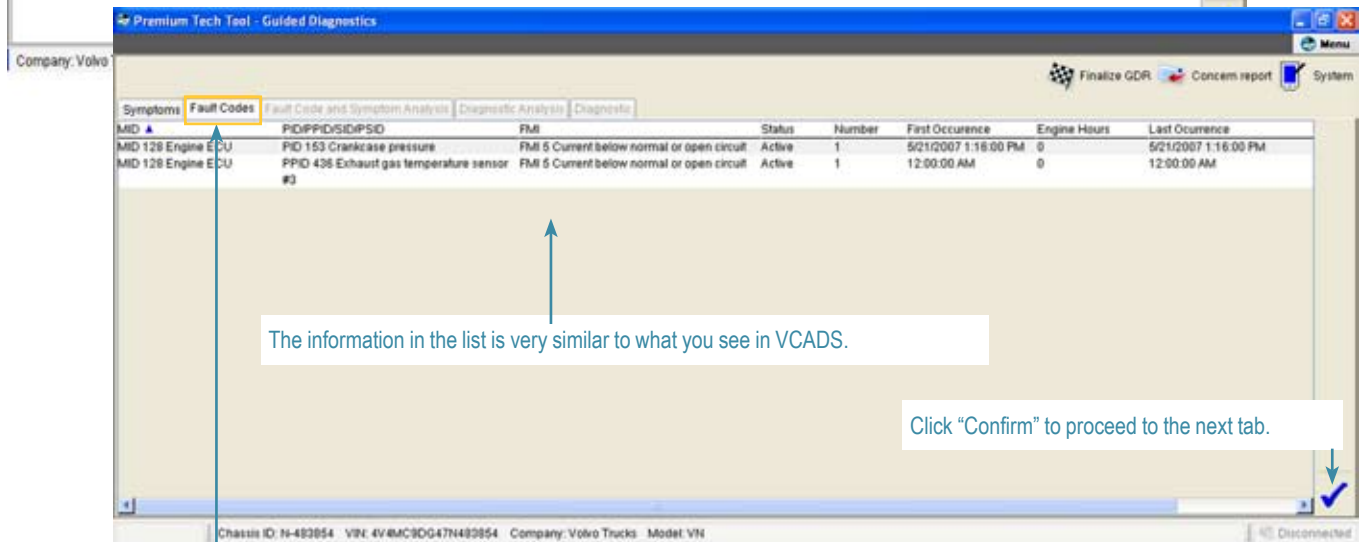 Premium Tech Tool - Guided Diagnostics
Menu
Company: Volvo T
Finalize GDR Concern report System
Symptoms Fault Codes Fault Code and Symptom Analysis Diagnostic Analysis Diagnostic
MID PID/PPID/SID/PSID FMI Status Number First Occurence Engine Hours Last Ocurrence
MID 128 Engine ECU PID 153 Crankcase pressure FMI 5 Current below normal or open circuit Active 1 5/21/2007 1:16:00 PM 0 5/21/2007 1:16:00 PM
MID 128 Engine ECU PPID 436 Exhaust gas temperature sensor FMI 5 Current below normal or open circuit Active 1 12:00:00 AM 0 12:00:00 AM
#3
The information in the list is very similar to what you see in VCADS.
Click “Confirm” to proceed to the next tab.
Chassis ID: N-483854 VIN: 4V4MC9DG47N483854 Company: Volvo Trucks Model: VN Disconnected